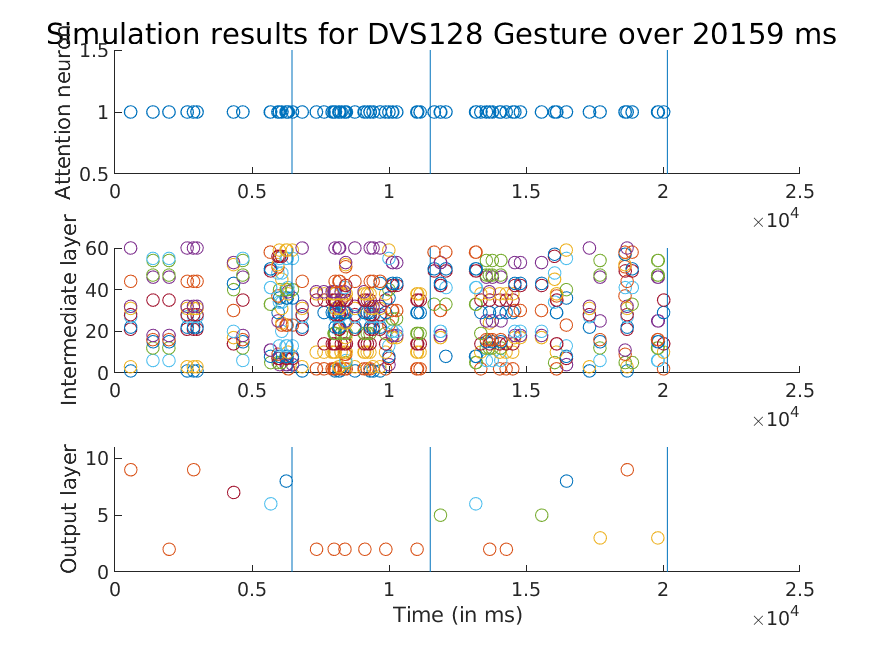 Simulation results for DVS128 Gesture over 20159 ms
Attention neuron
1.5
1
0.5
0 0.5 1 1.5 2 2.5
×10^4
Intermediate layer
60
40
20
0
0 0.5 1 1.5 2 2.5
×10^4
Output layer
10
5
0
0 0.5 1 1.5 2 2.5
Time (in ms)
×10^4